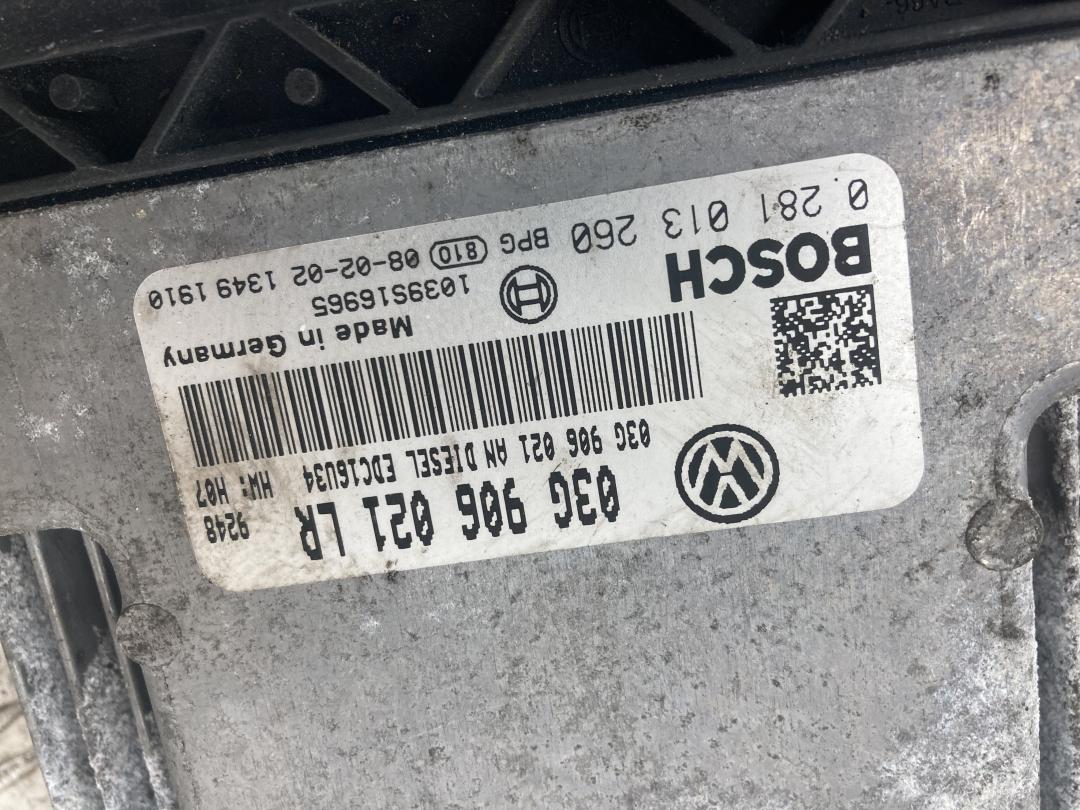 0 281 013 260 BPG 810 08-02-02 1349 1910
BOSCH
1039S16965
Made in Germany
03G 906 021 AN DIESEL EDC16U34 HW: H07
03G 906 021 LR 9248